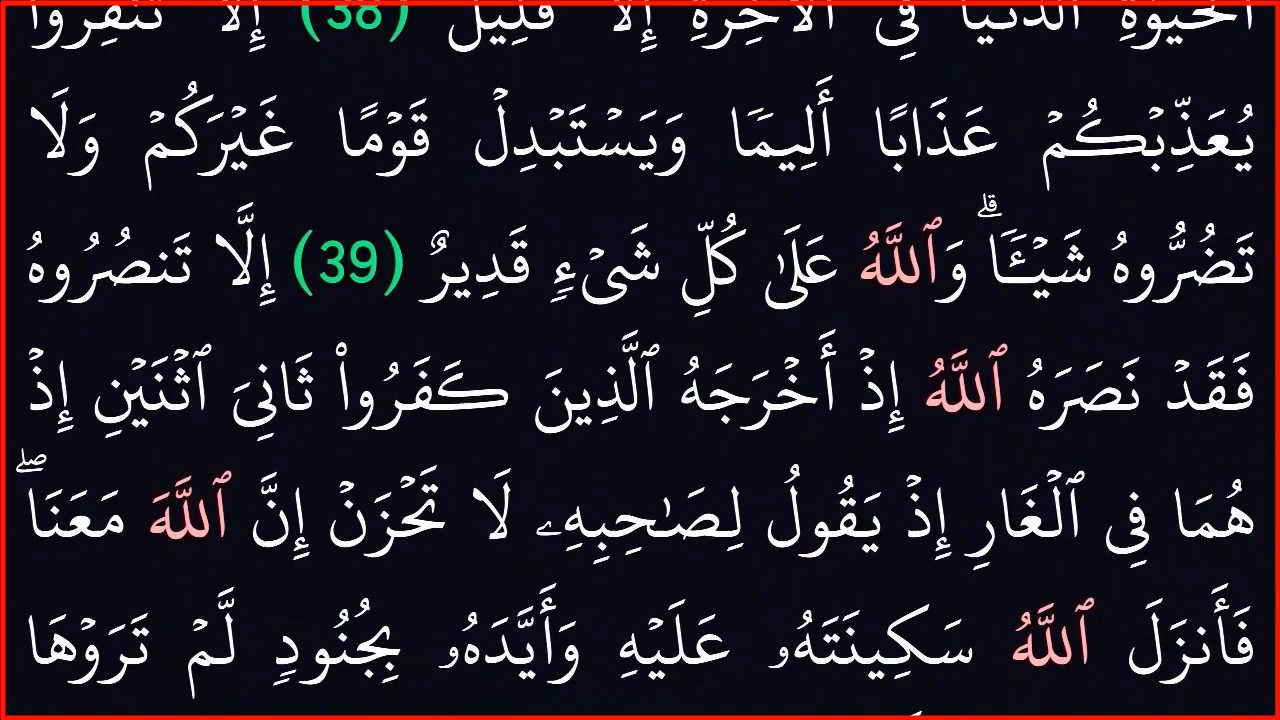 ٱلْحَيَوٰةِ ٱلدُّنْيَا فِى ٱلْءَاخِرَةِ إِلَّا قَلِيلٌ (38) إِلَّا تَنفِرُوا۟
يُعَذِّبْكُمْ عَذَابًا أَلِيمًۭا وَيَسْتَبْدِلْ قَوْمًا غَيْرَكُمْ وَلَا
تَضُرُّوهُ شَيْـًۭٔا ۗ وَٱللَّهُ عَلَىٰ كُلِّ شَىْءٍۢ قَدِيرٌ (39) إِلَّا تَنصُرُوهُ
فَقَدْ نَصَرَهُ ٱللَّهُ إِذْ أَخْرَجَهُ ٱلَّذِينَ كَفَرُوا۟ ثَانِىَ ٱثْنَيْنِ إِذْ
هُمَا فِى ٱلْغَارِ إِذْ يَقُولُ لِصَـٰحِبِهِۦ لَا تَحْزَنْ إِنَّ ٱللَّهَ مَعَنَا ۖ
فَأَنزَلَ ٱللَّهُ سَكِينَتَهُۥ عَلَيْهِ وَأَيَّدَهُۥ بِجُنُودٍۢ لَّمْ تَرَوْهَا